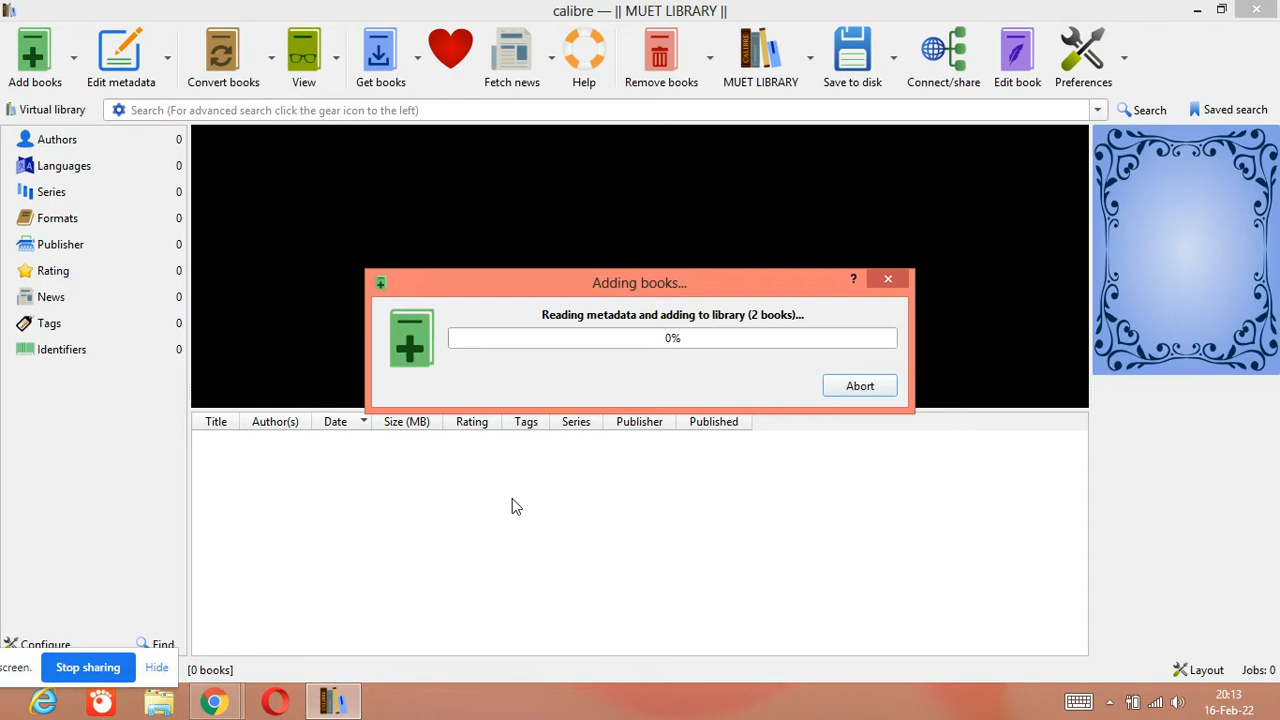 calibre — || MUET LIBRARY ||
Add books
Edit metadata
Convert books
View
Get books
Fetch news
Help
Remove books
MUET LIBRARY
Save to disk
Connect/share
Edit book
Preferences
Virtual library
Search (For advanced search click the gear icon to the left)
Search
Saved search
Authors 0
Languages 0
Series 0
Formats 0
Publisher 0
Rating 0
News 0
Tags 0
Identifiers 0
Adding books...
?
Reading metadata and adding to library (2 books)...
0%
Abort
Title Author(s) Date Size (MB) Rating Tags Series Publisher Published
Configure
Find
screen.
Stop sharing
Hide
[0 books]
Layout
Jobs: 0
20:13
16-Feb-22